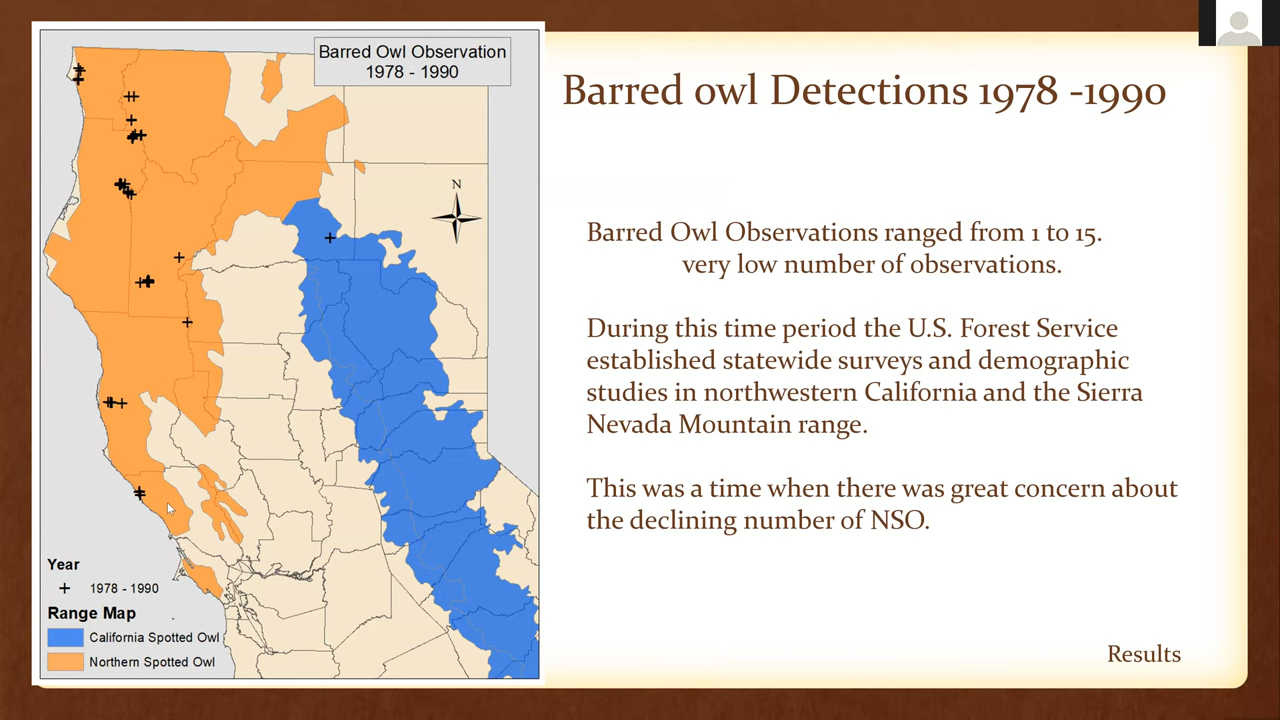 Barred Owl Observation
1978 - 1990
N
Year
1978 - 1990
Range Map
California Spotted Owl
Northern Spotted Owl
Barred owl Detections 1978 -1990
Barred Owl Observations ranged from 1 to 15.
very low number of observations.
During this time period the U.S. Forest Service
established statewide surveys and demographic
studies in northwestern California and the Sierra
Nevada Mountain range.
This was a time when there was great concern about
the declining number of NSO.
Results